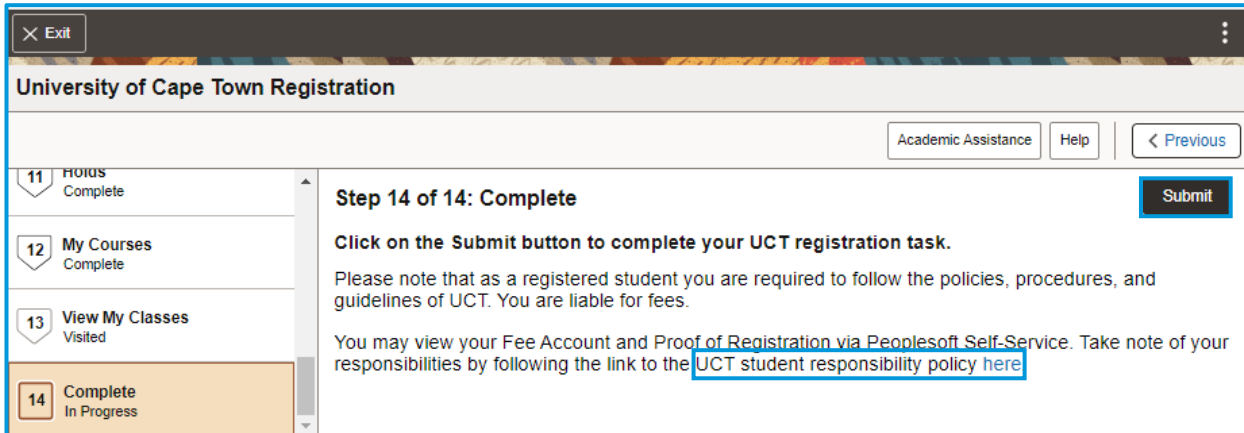 Exit
University of Cape Town Registration
Academic Assistance
Help
Previous
11 Holds
Complete
12 My Courses
Complete
13 View My Classes
Visited
14 Complete
In Progress
Step 14 of 14: Complete
Submit
Click on the Submit button to complete your UCT registration task.
Please note that as a registered student you are required to follow the policies, procedures, and
guidelines of UCT. You are liable for fees.
You may view your Fee Account and Proof of Registration via Peoplesoft Self-Service. Take note of your
responsibilities by following the link to the UCT student responsibility policy here